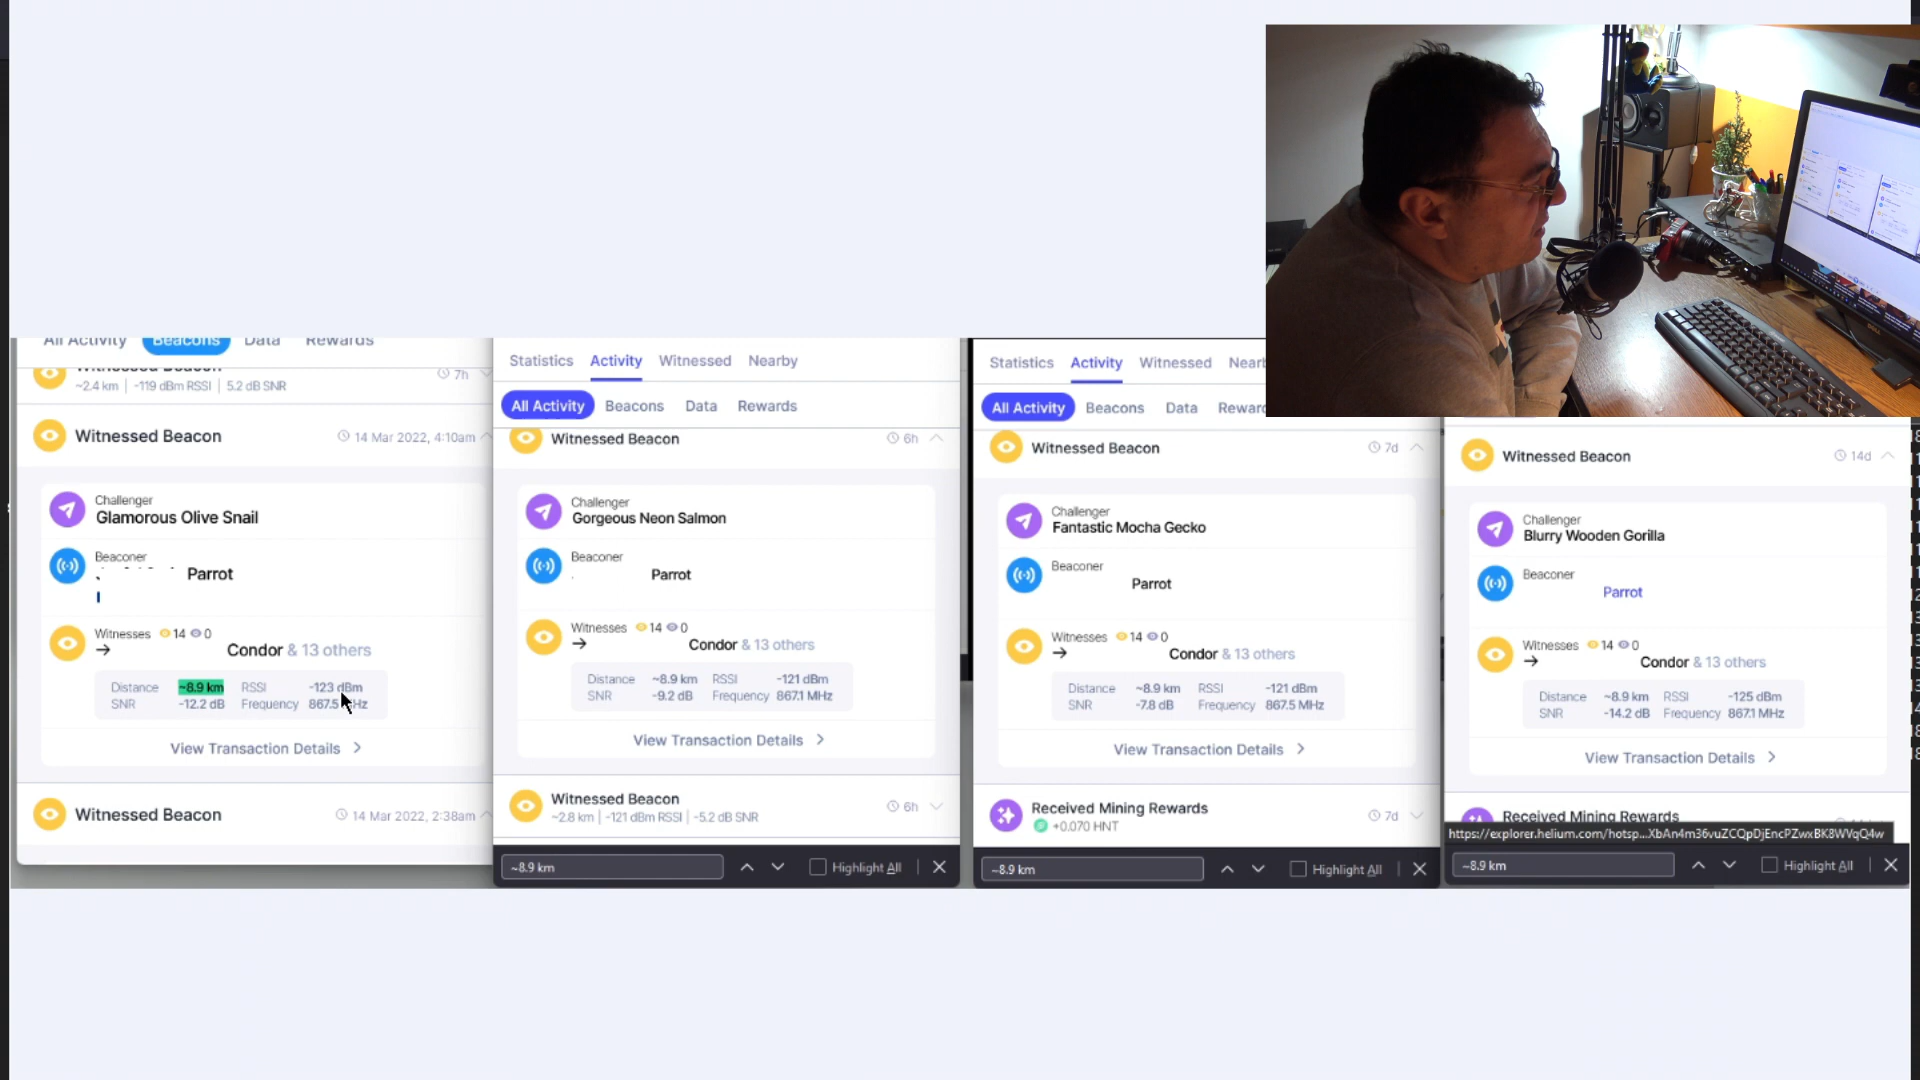 All Activity Beacons Data Rewards
Witnessed Beacon 7h
~2.4 km | -119 dBm RSSI | 5.2 dB SNR
Witnessed Beacon 14 Mar 2022, 4:10am
Challenger
Glamorous Olive Snail
Beaconer
Parrot
Witnesses 14 0
→ Condor & 13 others
Distance ~8.9 km RSSI -123 dBm
SNR -12.2 dB Frequency 867.5 MHz
View Transaction Details >
Witnessed Beacon 14 Mar 2022, 2:38am
Statistics Activity Witnessed Nearby
All Activity Beacons Data Rewards
Witnessed Beacon 6h
Challenger
Gorgeous Neon Salmon
Beaconer
Parrot
Witnesses 14 0
→ Condor & 13 others
Distance ~8.9 km RSSI -121 dBm
SNR -9.2 dB Frequency 867.1 MHz
View Transaction Details >
Witnessed Beacon 6h
~2.8 km | -121 dBm RSSI | -5.2 dB SNR
~8.9 km Highlight All
Statistics Activity Witnessed Nearb
All Activity Beacons Data Reward
Witnessed Beacon 7d
Challenger
Fantastic Mocha Gecko
Beaconer
Parrot
Witnesses 14 0
→ Condor & 13 others
Distance ~8.9 km RSSI -121 dBm
SNR -7.8 dB Frequency 867.5 MHz
View Transaction Details >
Received Mining Rewards 7d
+0.070 HNT
~8.9 km Highlight All
Witnessed Beacon 14d
Challenger
Blurry Wooden Gorilla
Beaconer
Parrot
Witnesses 14 0
→ Condor & 13 others
Distance ~8.9 km RSSI -125 dBm
SNR -14.2 dB Frequency 867.1 MHz
View Transaction Details >
Received Mining Rewards
https://explorer.helium.com/hotsp...XbAn4m36vuZCQpDjEncPZwxBK8WVqQ4w
~8.9 km Highlight All